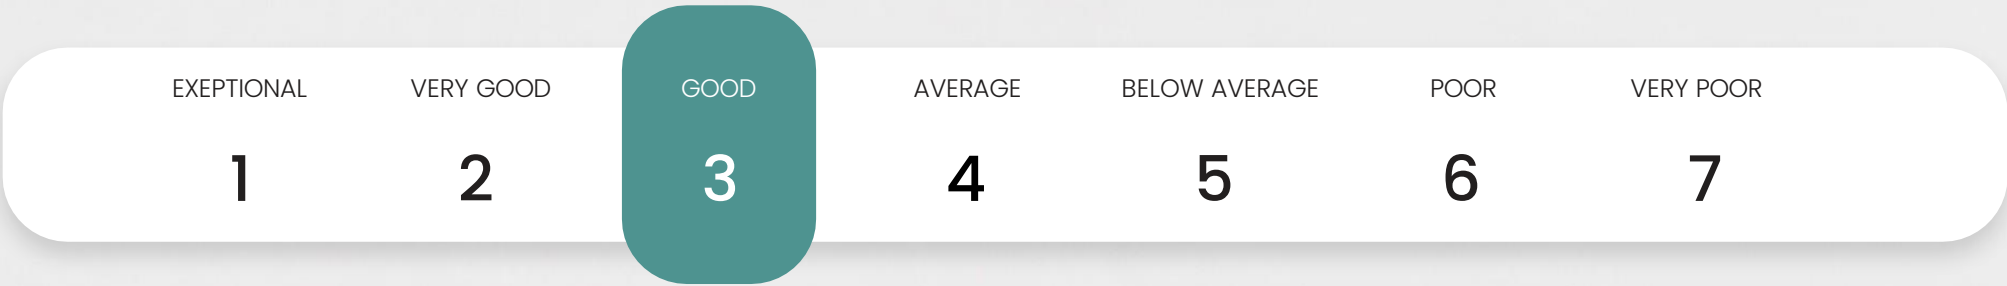 EXEPTIONAL VERY GOOD GOOD AVERAGE BELOW AVERAGE POOR VERY POOR
1 2 3 4 5 6 7